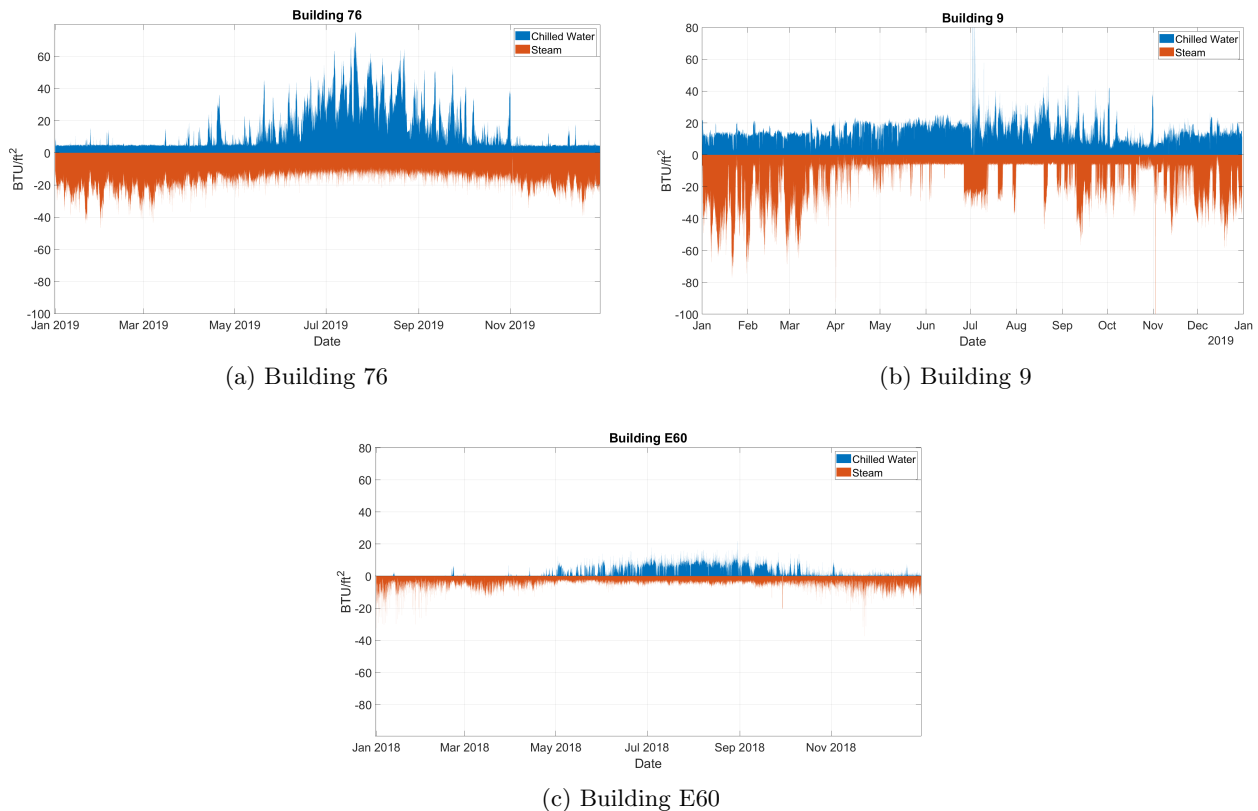 Building 76
Chilled Water
Steam
60
40
20
0
-20
-40
-60
-80
-100
BTU/ft²
Jan 2019 Mar 2019 May 2019 Jul 2019 Sep 2019 Nov 2019
Date
(a) Building 76
Building 9
Chilled Water
Steam
80
60
40
20
0
-20
-40
-60
-80
-100
BTU/ft²
Jan Feb Mar Apr May Jun Jul Aug Sep Oct Nov Dec Jan
Date
2019
(b) Building 9
Building E60
Chilled Water
Steam
80
60
40
20
0
-20
-40
-60
-80
BTU/ft²
Jan 2018 Mar 2018 May 2018 Jul 2018 Sep 2018 Nov 2018
Date
(c) Building E60